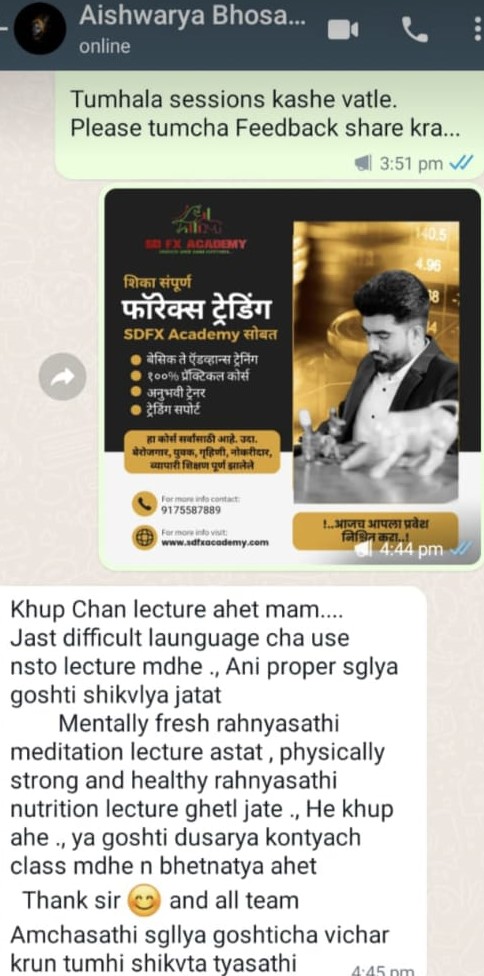 Aishwarya Bhosa...
online
Tumhala sessions kashe vatle.
Please tumcha Feedback share kra...
3:51 pm
SD FX ACADEMY
शिका संपूर्ण
फॉरेक्स ट्रेडिंग
SDFX Academy सोबत
बेसिक ते ऍडव्हान्स ट्रेनिंग
१००% प्रॅक्टिकल कोर्स
अनुभवी ट्रेनर
ट्रेडिंग सपोर्ट
हा कोर्स सर्वांसाठी आहे. उदा.
बेरोजगार, युवक, गृहिणी, नोकरीदार,
व्यापारी शिक्षण पूर्ण झालेले
For more info contact:
9175587889
For more info visit:
www.sdfxacademy.com
140.5
4.96
!..आजच आपला प्रवेश
निश्चित करा..!
4:44 pm
Khup Chan lecture ahet mam....
Jast difficult launguage cha use
nsto lecture mdhe ., Ani proper sglya
goshti shikvlya jatat
Mentally fresh rahnyasathi
meditation lecture astat , physically
strong and healthy rahnyasathi
nutrition lecture ghetl jate ., He khup
ahe ., ya goshti dusarya kontyach
class mdhe n bhetnatya ahet
Thank sir 😊 and all team
Amchasathi sgllya goshticha vichar
krun tumhi shikvta tyasathi
4:45 pm